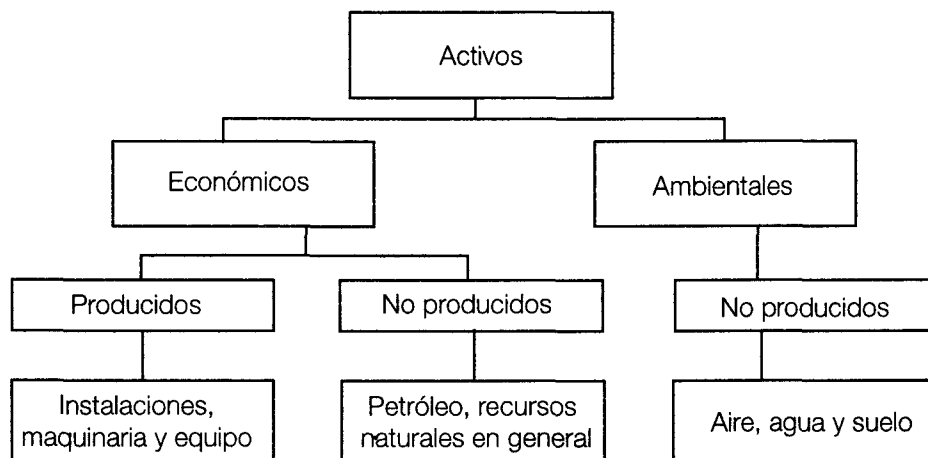 Activos
Económicos
Ambientales
Producidos
No producidos
No producidos
Instalaciones,
maquinaria y equipo
Petróleo, recursos
naturales en general
Aire, agua y suelo